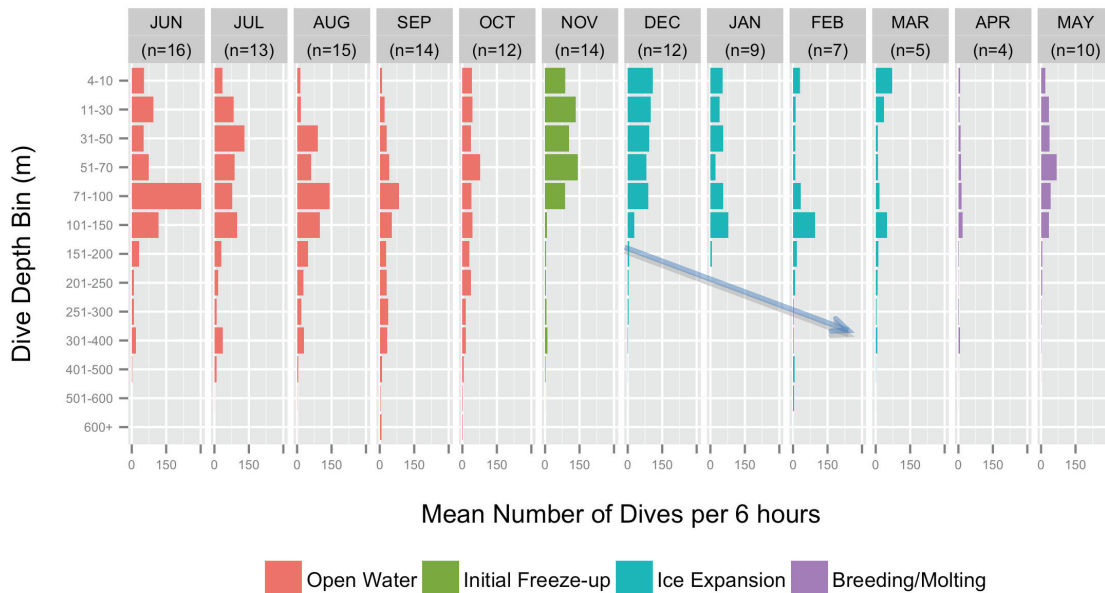 JUN JUL AUG SEP OCT NOV DEC JAN FEB MAR APR MAY
(n=16) (n=13) (n=15) (n=14) (n=12) (n=14) (n=12) (n=9) (n=7) (n=5) (n=4) (n=10)
Dive Depth Bin (m)
4-10
11-30
31-50
51-70
71-100
101-150
151-200
201-250
251-300
301-400
401-500
501-600
600+
0 150 0 150 0 150 0 150 0 150 0 150 0 150 0 150 0 150 0 150 0 150 0 150
Mean Number of Dives per 6 hours
Open Water Initial Freeze-up Ice Expansion Breeding/Molting